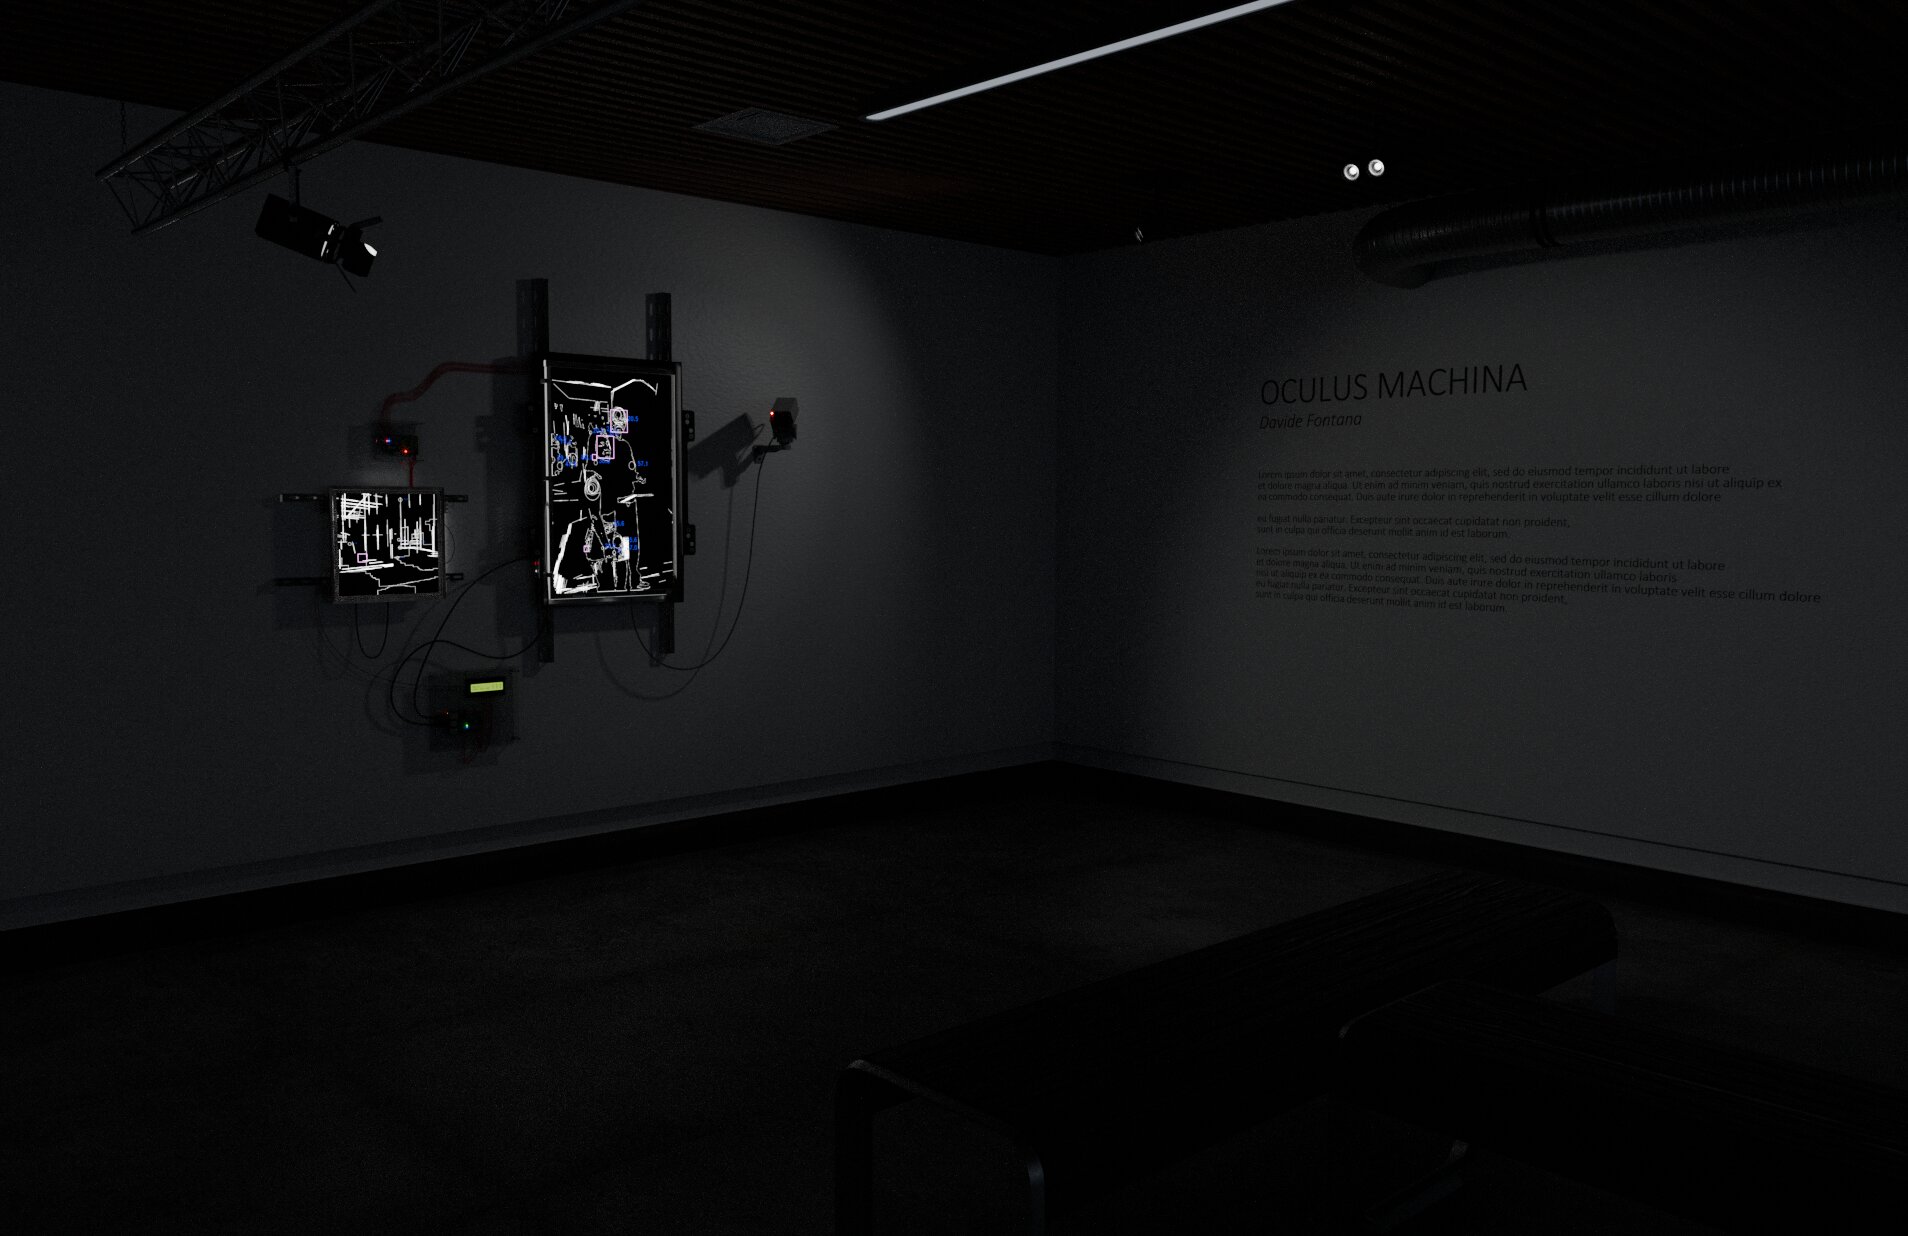 OCULUS MACHINA
Davide Fontana
Lorem ipsum dolor sit amet, consectetur adipiscing elit, sed do eiusmod tempor incididunt ut labore
et dolore magna aliqua. Ut enim ad minim veniam, quis nostrud exercitation ullamco laboris nisi ut aliquip ex
ea commodo consequat. Duis aute irure dolor in reprehenderit in voluptate velit esse cillum dolore
eu fugiat nulla pariatur. Excepteur sint occaecat cupidatat non proident,
sunt in culpa qui officia deserunt mollit anim id est laborum.
Lorem ipsum dolor sit amet, consectetur adipiscing elit, sed do eiusmod tempor incididunt ut labore
et dolore magna aliqua. Ut enim ad minim veniam, quis nostrud exercitation ullamco laboris
nisi ut aliquip ex ea commodo consequat. Duis aute irure dolor in reprehenderit in voluptate velit esse cillum dolore
eu fugiat nulla pariatur. Excepteur sint occaecat cupidatat non proident,
sunt in culpa qui officia deserunt mollit anim id est laborum.